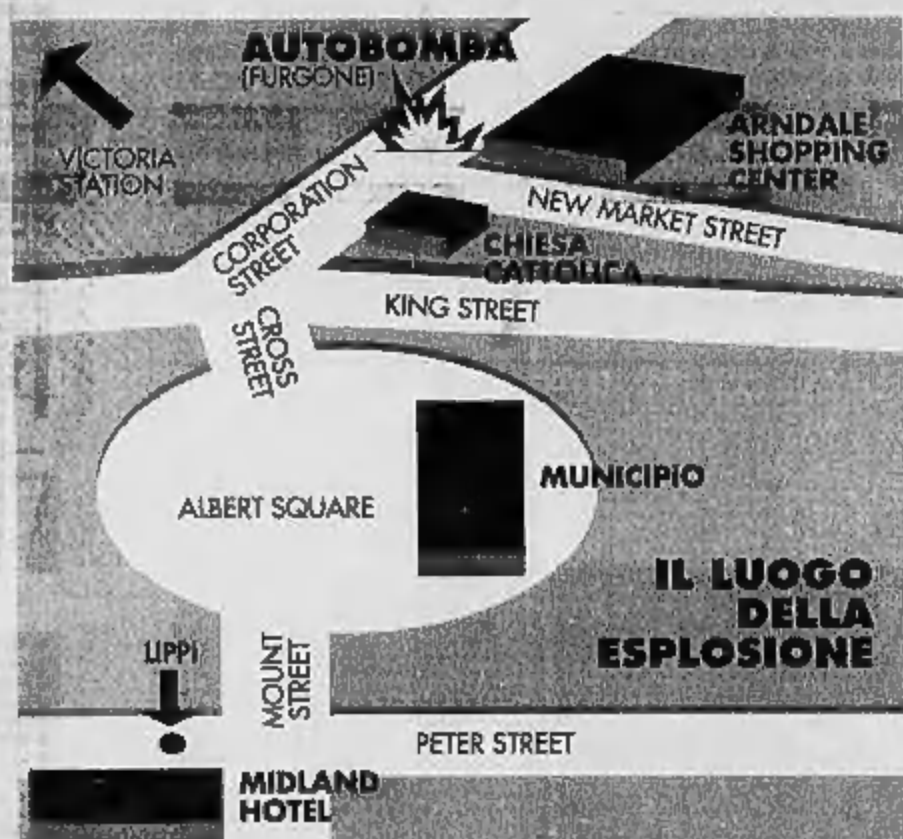 AUTOBOMBA
(FURGONE)
VICTORIA
STATION
ARNDALE
SHOPPING
CENTER
CORPORATION
STREET
NEW MARKET STREET
CHIESA
CATTOLICA
KING STREET
CROSS
STREET
ALBERT SQUARE
MUNICIPIO
IL LUOGO
DELLA
ESPLOSIONE
LIPPI
MOUNT
STREET
PETER STREET
MIDLAND
HOTEL